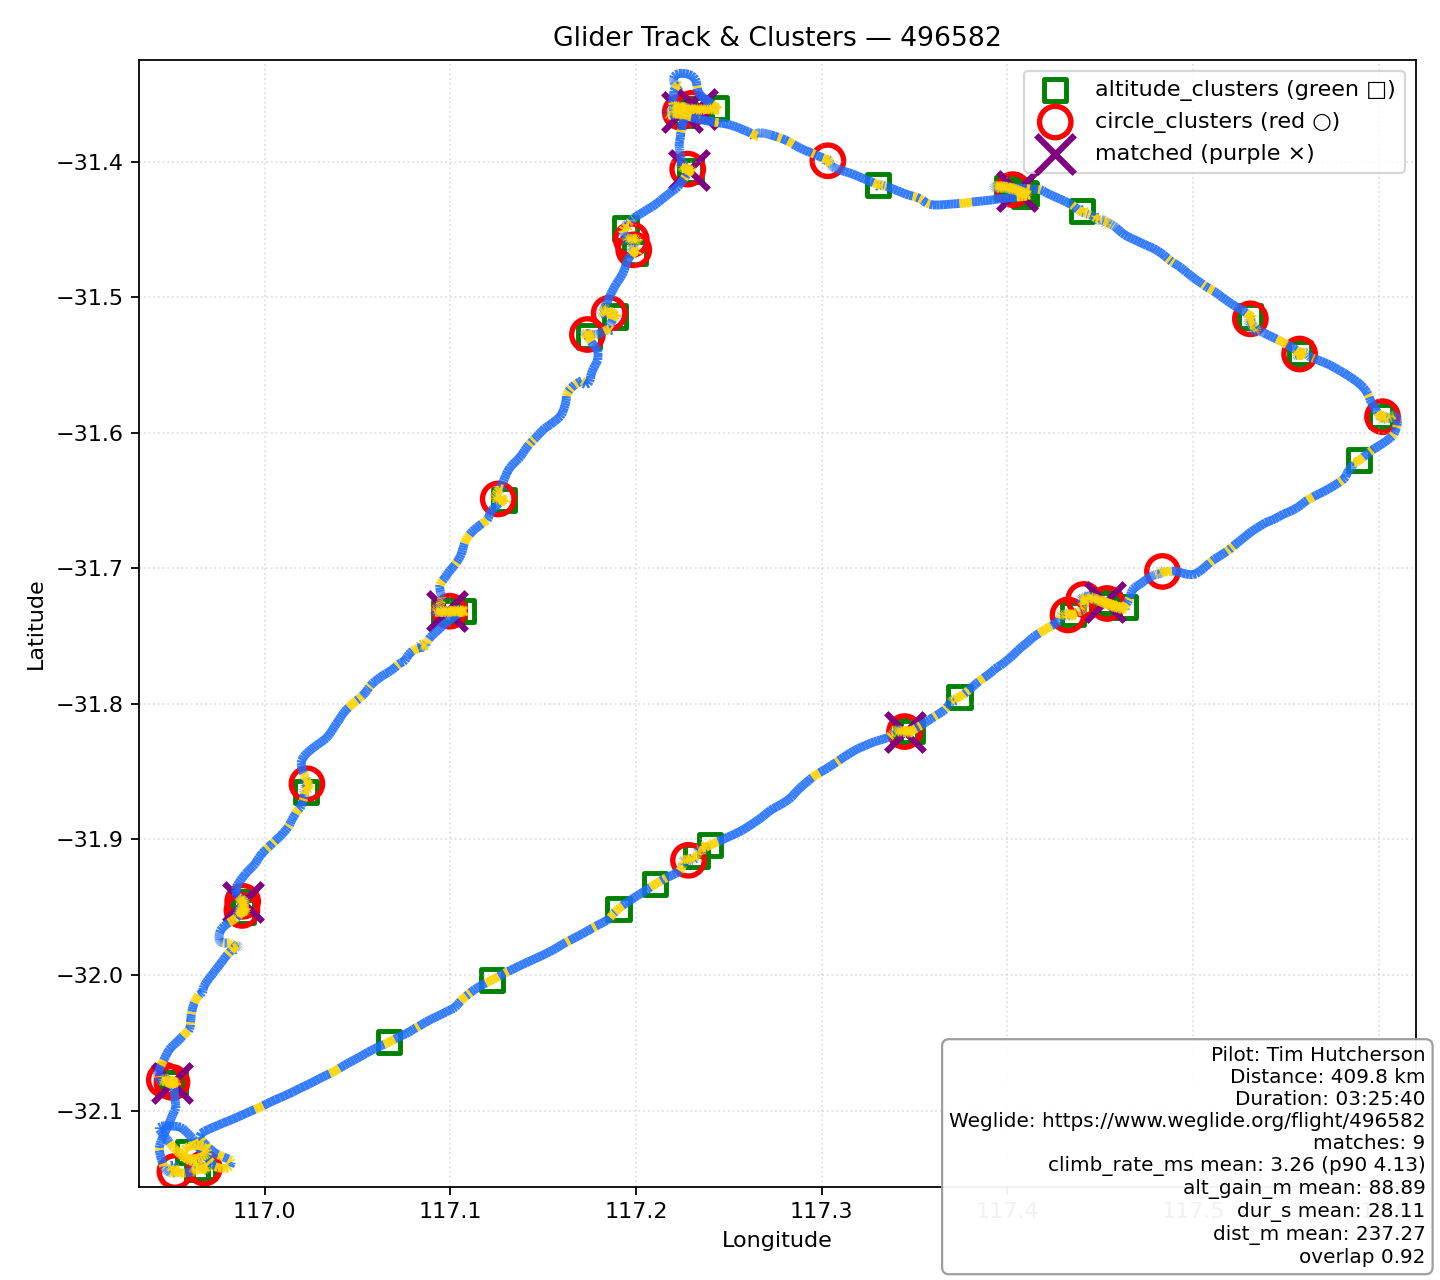 Glider Track & Clusters — 496582
altitude_clusters (green □)
circle_clusters (red ○)
matched (purple ×)
−31.4
−31.5
−31.6
−31.7
−31.8
−31.9
−32.0
−32.1
Latitude
117.0
117.1
117.2
117.3
117.4
117.5
Longitude
Pilot: Tim Hutcherson
Distance: 409.8 km
Duration: 03:25:40
Weglide: https://www.weglide.org/flight/496582
matches: 9
climb_rate_ms mean: 3.26 (p90 4.13)
alt_gain_m mean: 88.89
dur_s mean: 28.11
dist_m mean: 237.27
overlap 0.92